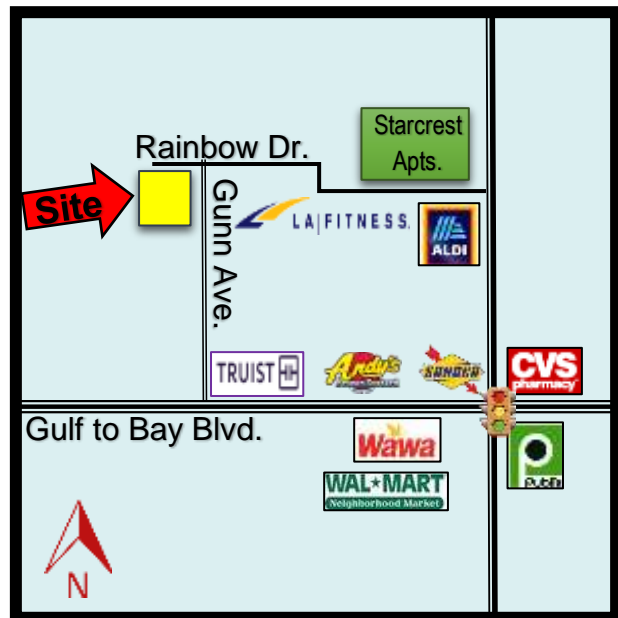 Starcrest
Apts.
Rainbow Dr.
Site
Gunn Ave.
LA|FITNESS.
ALDI
TRUIST
Andy's
SUNOCO
CVS
pharmacy
Gulf to Bay Blvd.
Wawa
Publix
WAL★MART
Neighborhood Market
N